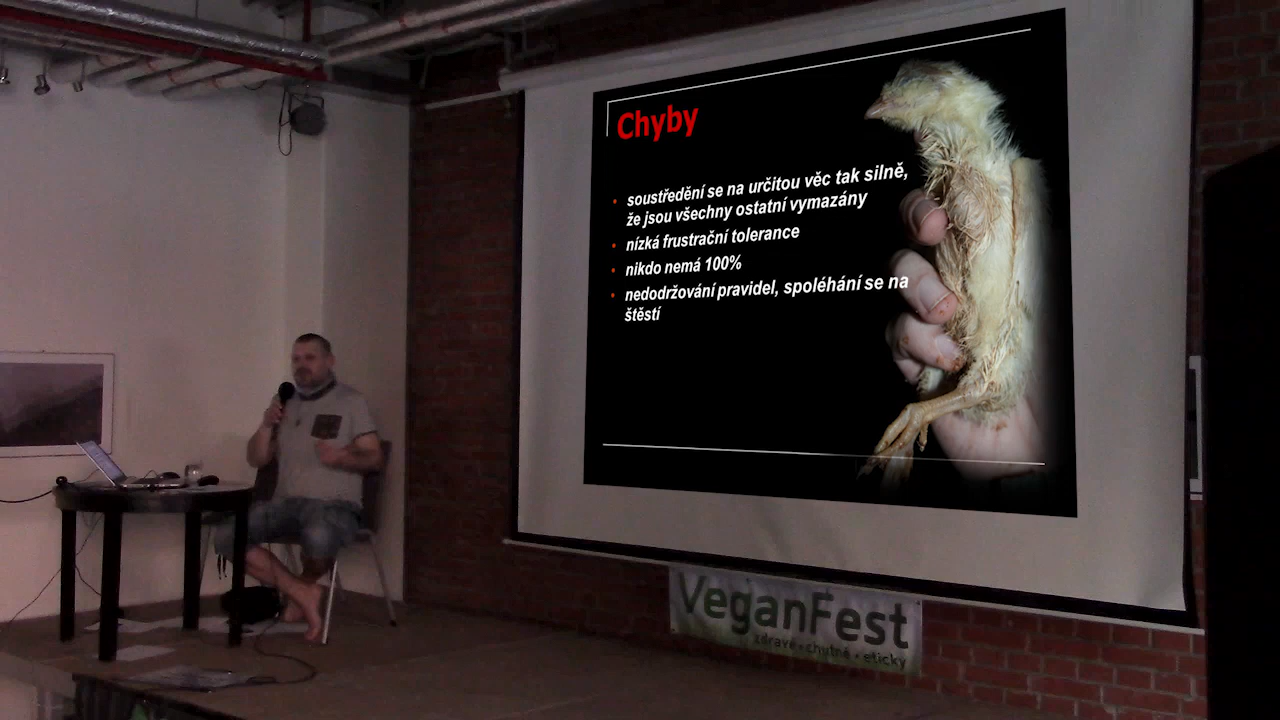 Chyby
• soustředění se na určitou věc tak silně,
že jsou všechny ostatní vymazány
• nízká frustrační tolerance
• nikdo nemá 100%
• nedodržování pravidel, spoléhání se na
štěstí
VeganFest
zdravě • chutně • eticky